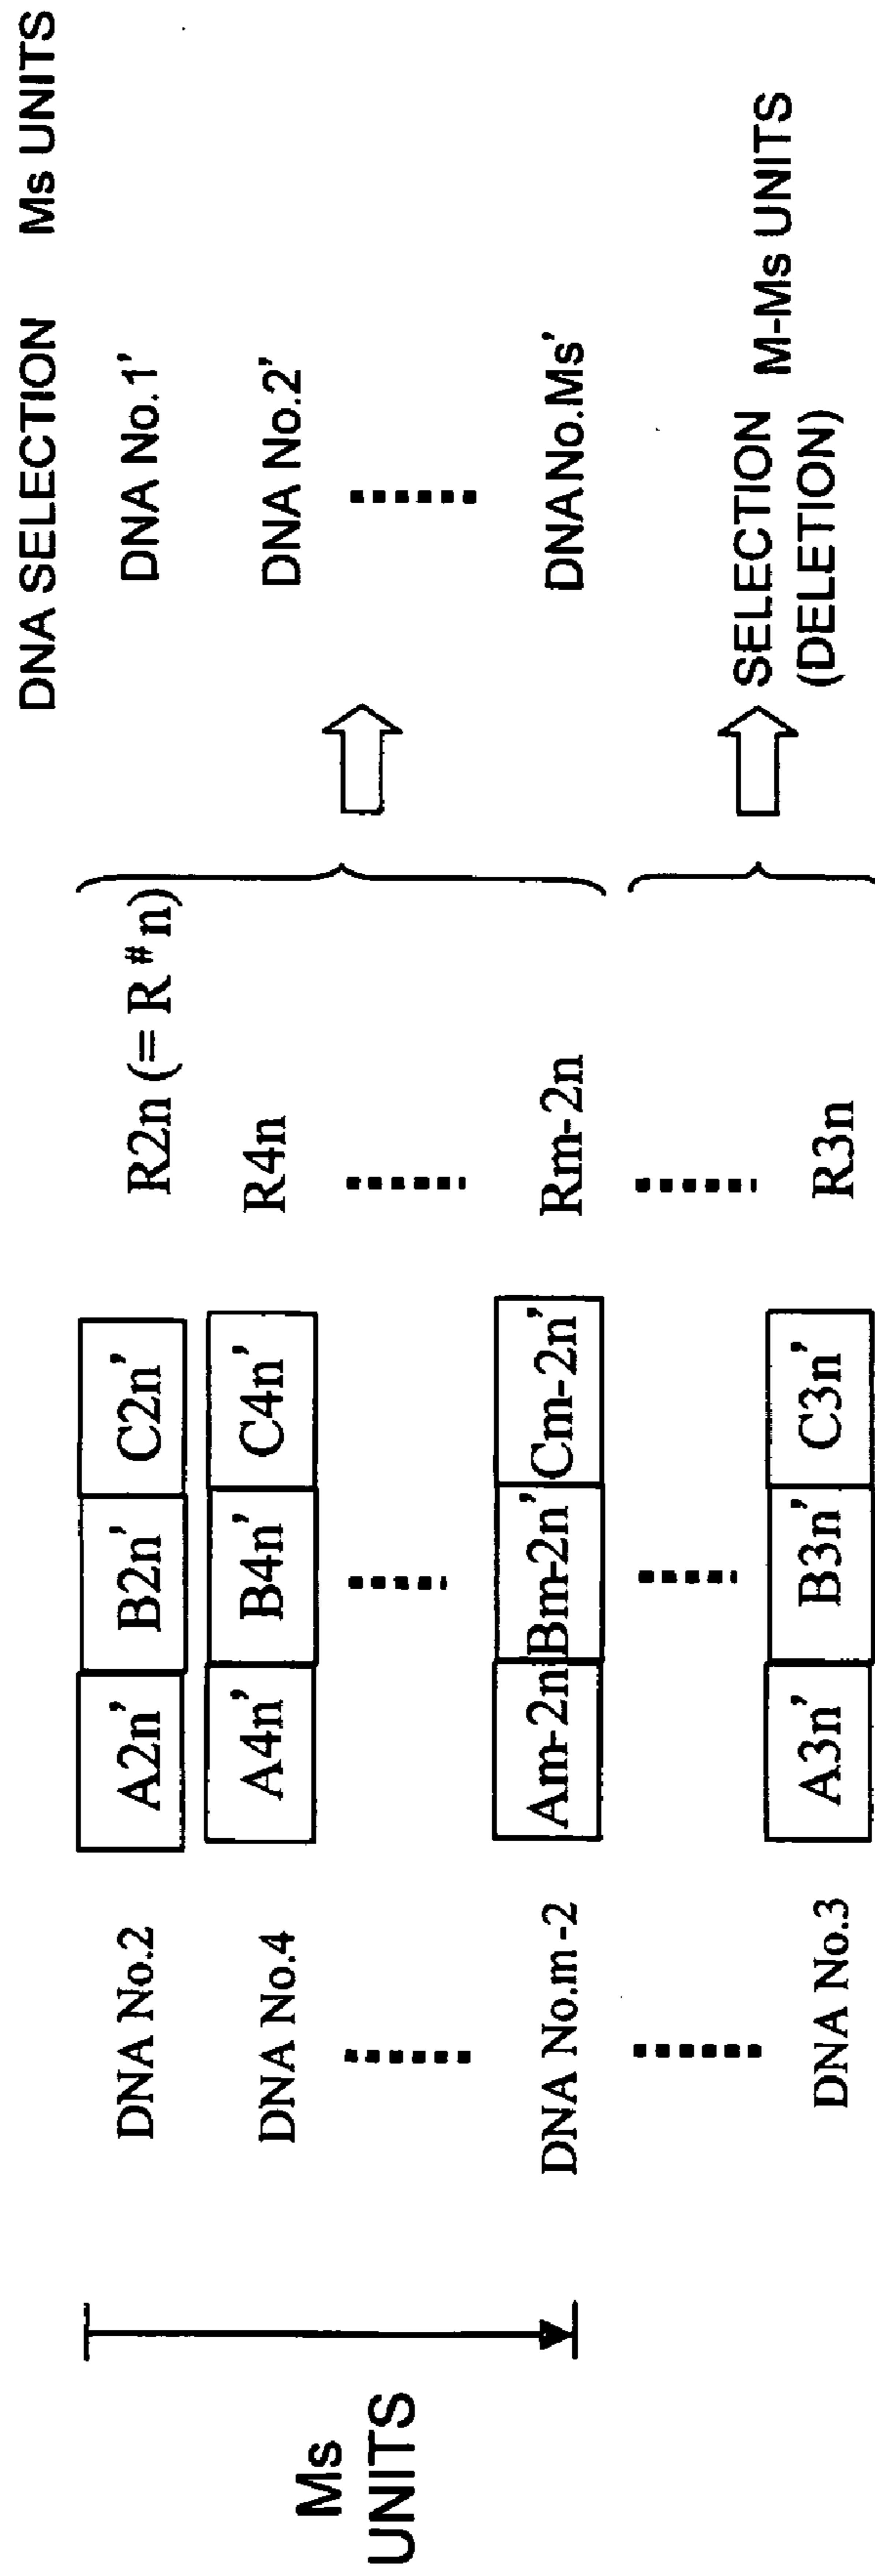 DNA SELECTION Ms UNITS
DNA No.2 A2n' B2n' C2n' R2n (= R # n) DNA No.1'
DNA No.4 A4n' B4n' C4n' R4n DNA No.2'
Ms
UNITS
DNA No.m-2 Am-2n' Bm-2n' Cm-2n' Rm-2n DNA No.Ms'
DNA No.3 A3n' B3n' C3n' R3n
SELECTION M-Ms UNITS
(DELETION)